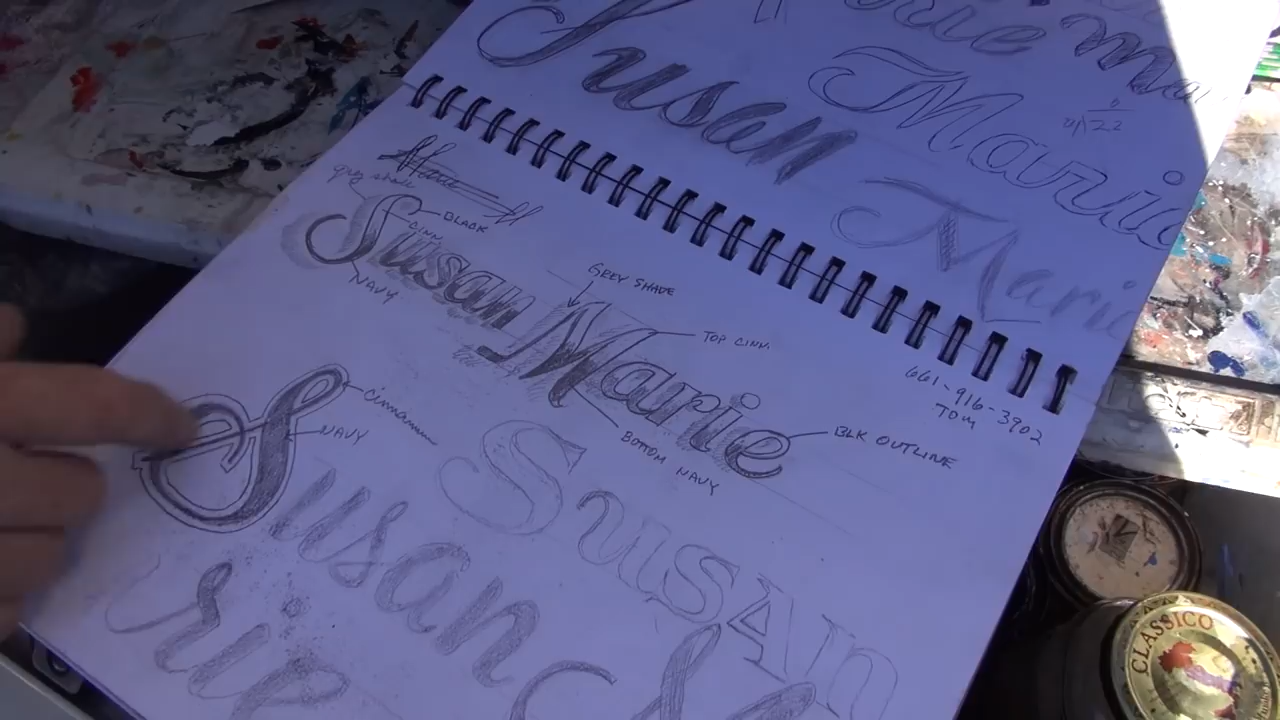 Susan
Marie
Marie
grey shade
BLACK
CINN
NAVY
Susan Marie
GREY SHADE
TOP CINN
661-916-3902
TOM
BLK OUTLINE
BOTTOM NAVY
cinnamon
NAVY
Susan
SuSAn
rie
CLASSICO